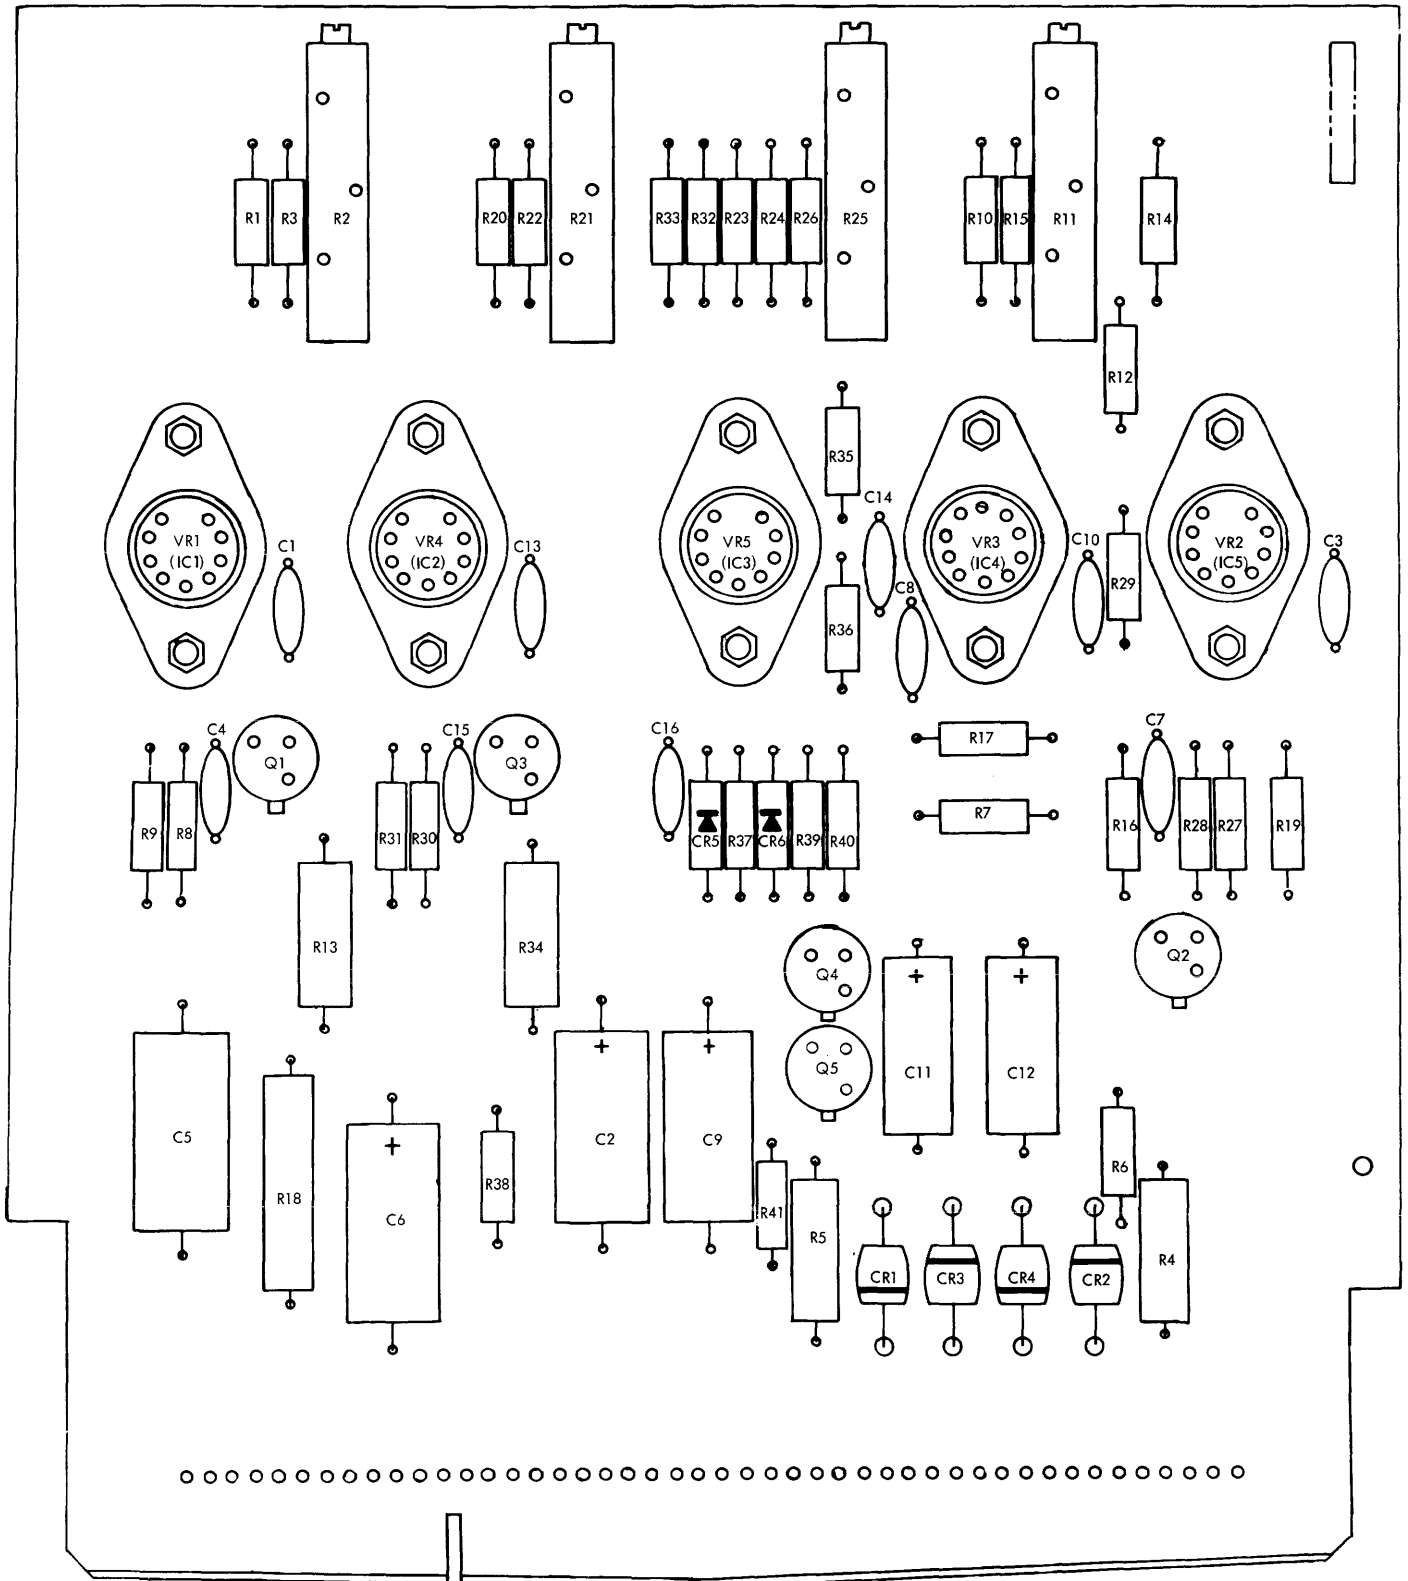 R1 R3 R2 R20 R22 R21 R33 R32 R23 R24 R26 R25 R10 R15 R11 R14
R12
R35
C14
VR1 VR4 VR5 VR3 VR2
(IC1) (IC2) (IC3) (IC4) (IC5)
C1 C13 C10 C3
R29
C8
R36
C4 C15 C16 C7
Q1 Q3 R17
R9 R8 R31 R30 CR5 R37 CR6 R39 R40 R7 R16 R28 R27 R19
R13 R34 Q4 + + Q2
+ + Q5 C11 C12
C5 + C2 C9
R18 C6 R38 R41 R5 R6 R4
CR1 CR3 CR4 CR2